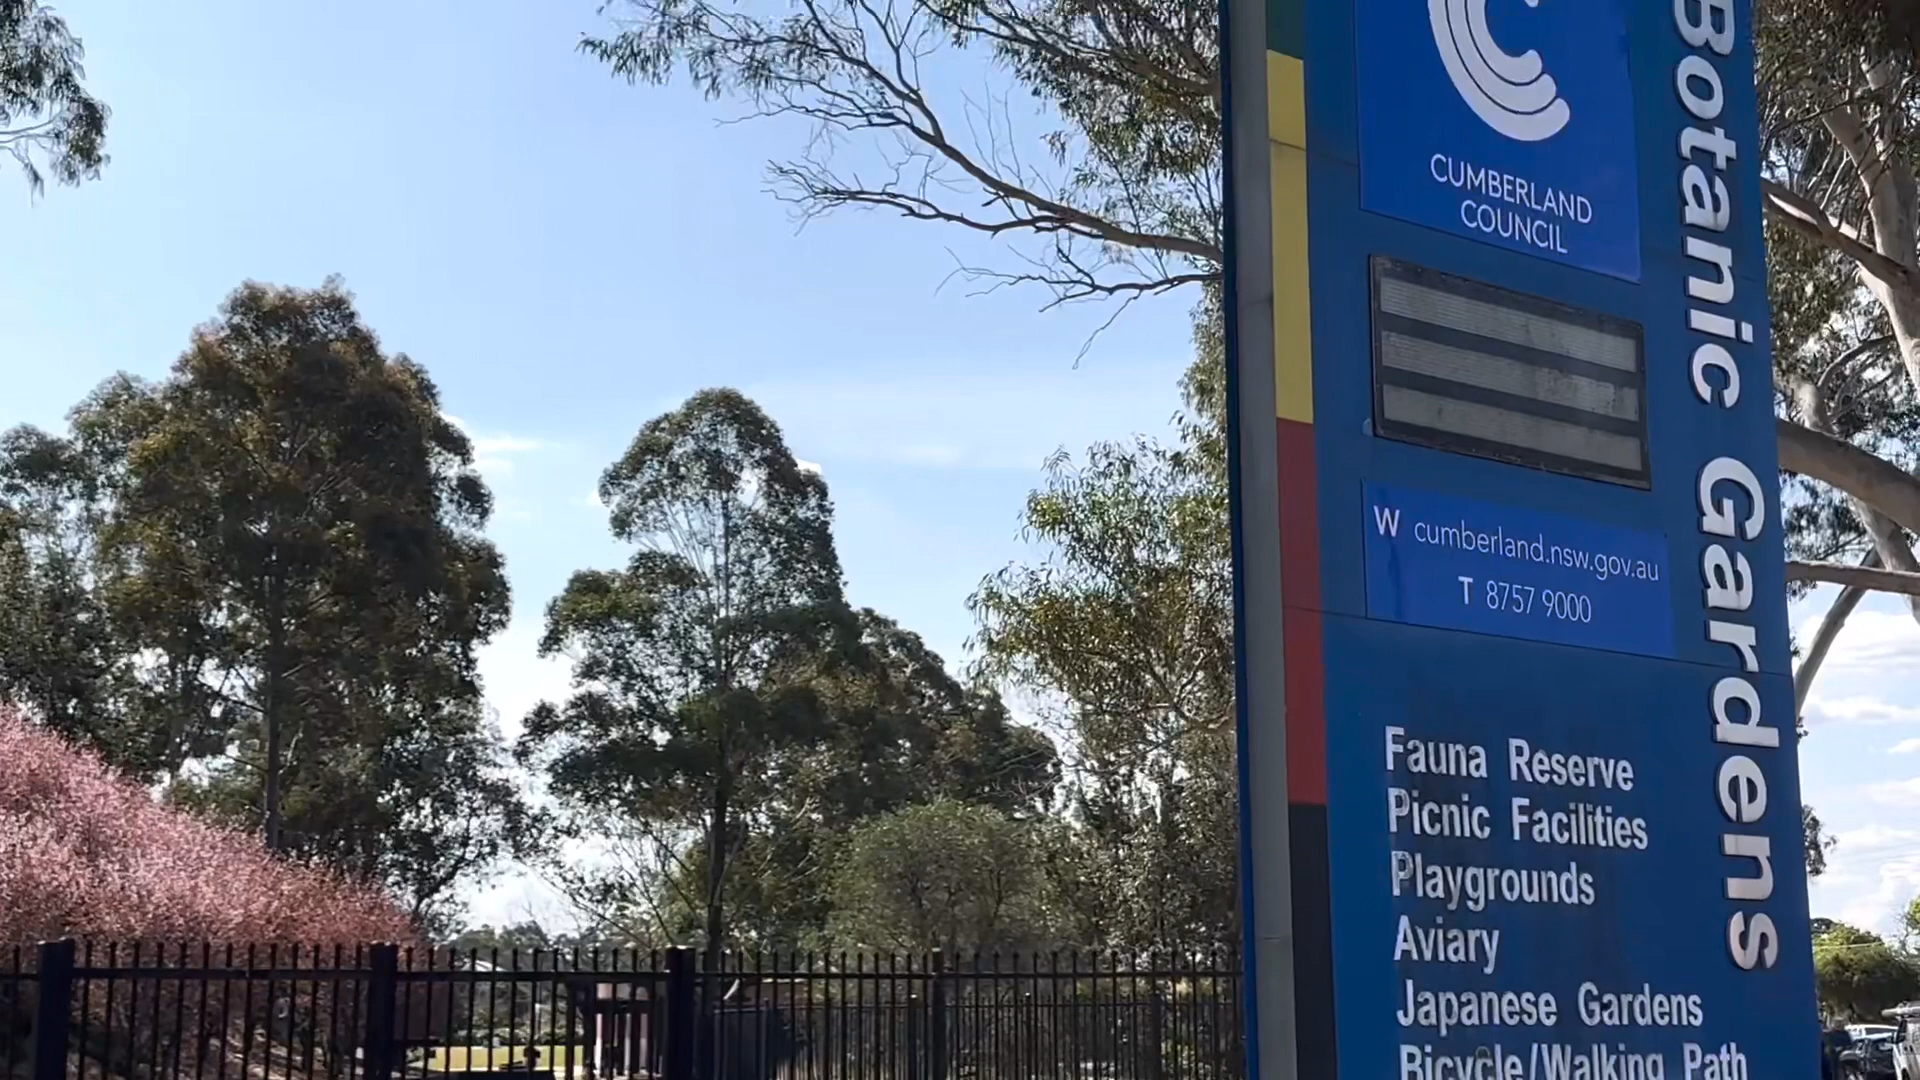 Botanic Gardens
CUMBERLAND
COUNCIL
W cumberland.nsw.gov.au
T 8757 9000
Fauna Reserve
Picnic Facilities
Playgrounds
Aviary
Japanese Gardens
Bicycle/Walking Path